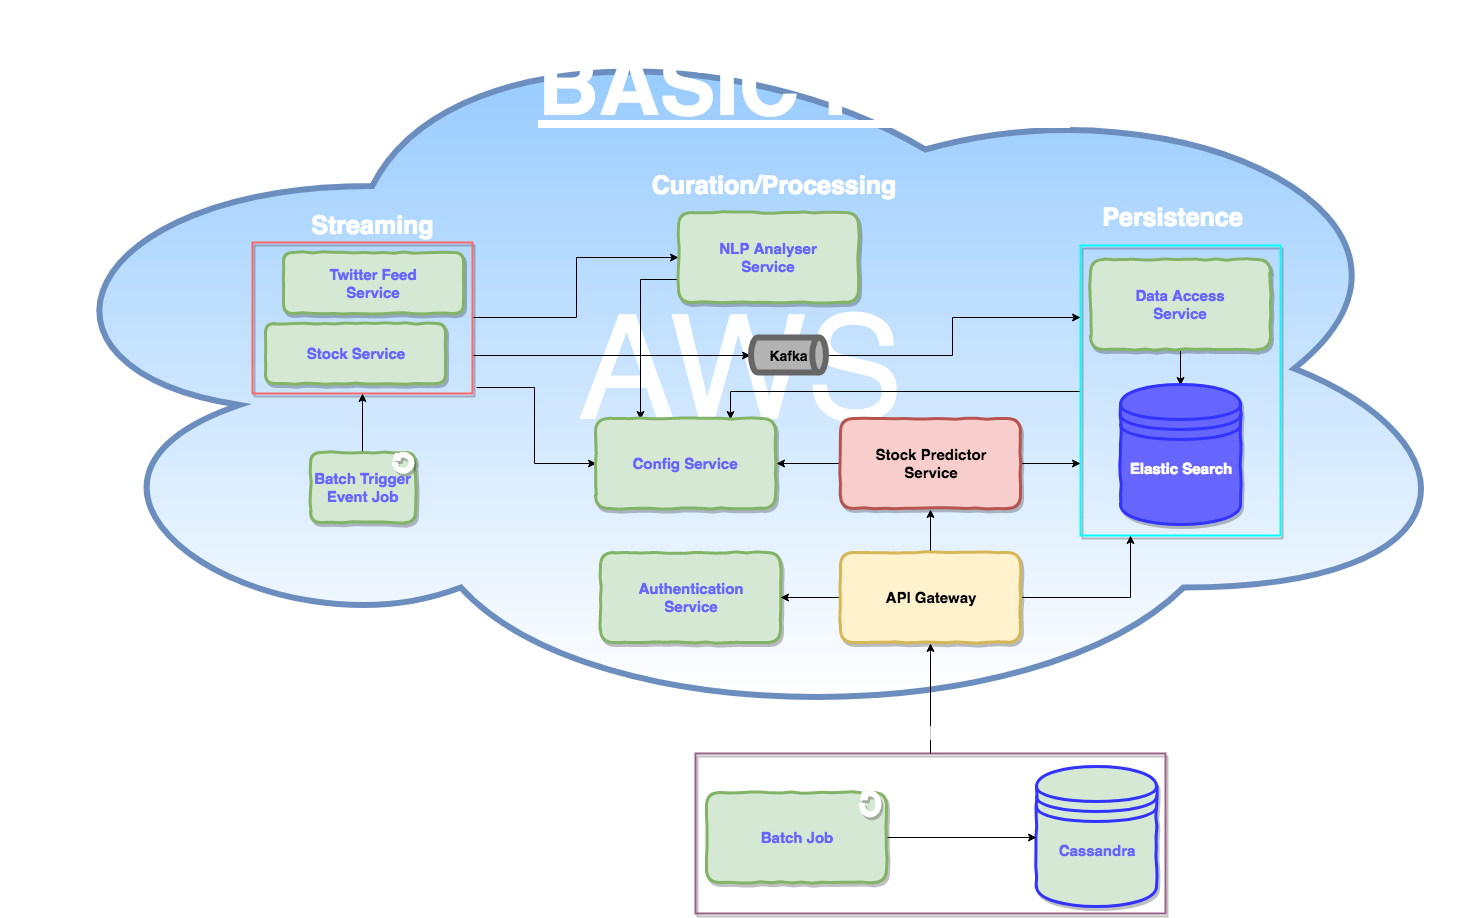 BASIC
Curation/Processing
Streaming
Persistence
NLP Analyser
Service
Twitter Feed
Service
Data Access
Service
Stock Service
AWS
Kafka
Config Service
Stock Predictor
Service
Elastic Search
Batch Trigger
Event Job
Authentication
Service
API Gateway
Batch Job
Cassandra